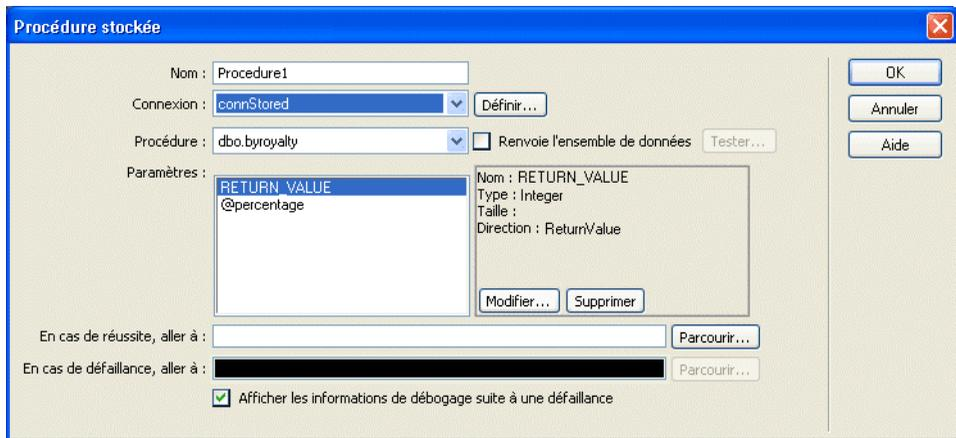 Procédure stockée
Nom : Procedure1
OK
Connexion : connStored Définir...
Annuler
Procédure : dbo.byroyalty Renvoie l'ensemble de données Tester...
Aide
Paramètres :
RETURN_VALUE
@percentage
Nom : RETURN_VALUE
Type : Integer
Taille :
Direction : ReturnValue
Modifier... Supprimer
En cas de réussite, aller à : Parcourir...
En cas de défaillance, aller à : Parcourir...
Afficher les informations de débogage suite à une défaillance